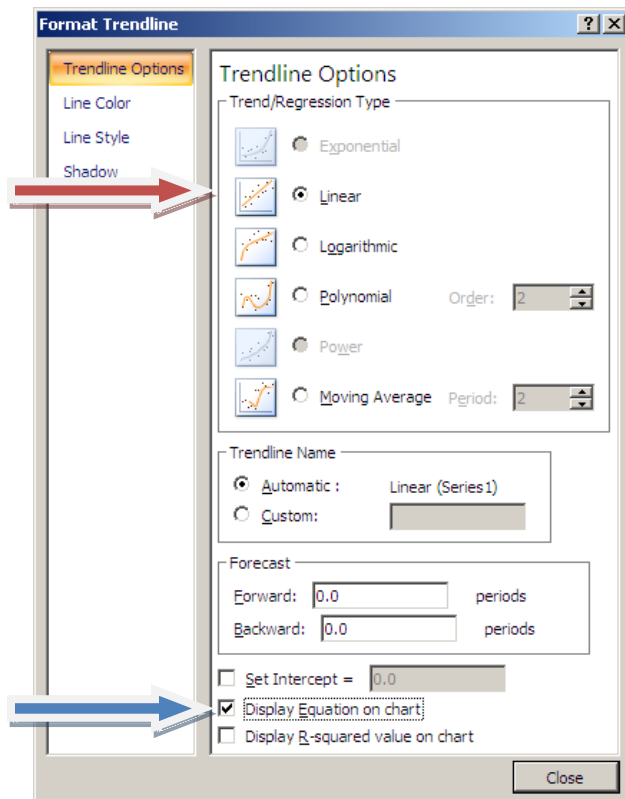 Format Trendline
Trendline Options
Line Color
Line Style
Shadow
Trendline Options
Trend/Regression Type
Exponential
Linear
Logarithmic
Polynomial Order: 2
Power
Moving Average Period: 2
Trendline Name
Automatic : Linear (Series1)
Custom:
Forecast
Forward: 0.0 periods
Backward: 0.0 periods
Set Intercept = 0.0
Display Equation on chart
Display R-squared value on chart
Close